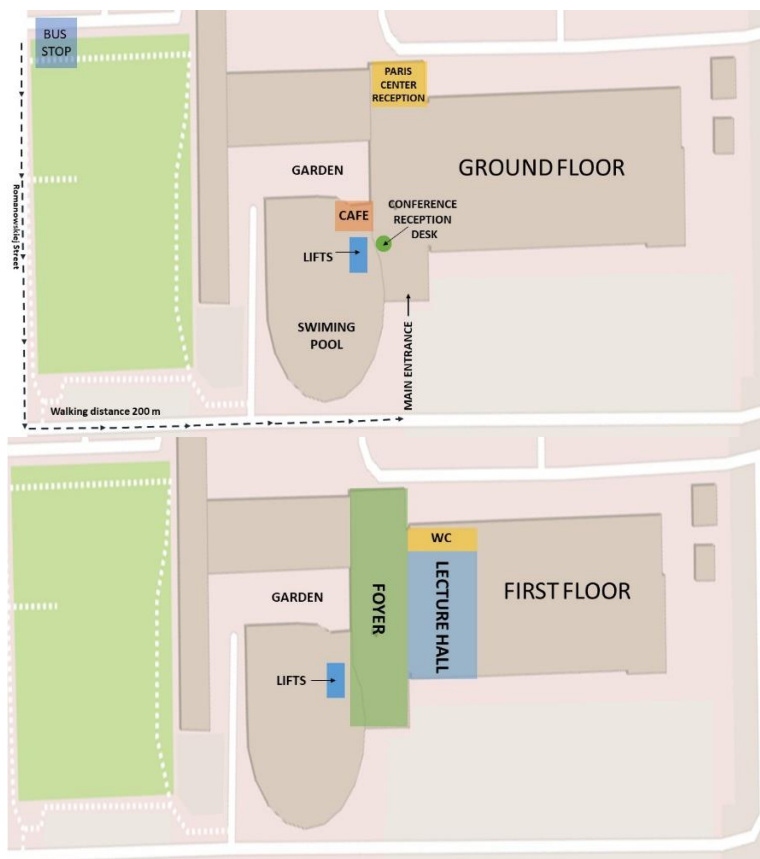 BUS
STOP
PARIS
CENTER
RECEPTION
GROUND FLOOR
GARDEN
CAFE
CONFERENCE
RECEPTION
DESK
LIFTS
Romanowskiej Street
SWIMING
POOL
MAIN ENTRANCE
Walking distance 200 m
WC
FOYER
LECTURE HALL
FIRST FLOOR
GARDEN
LIFTS